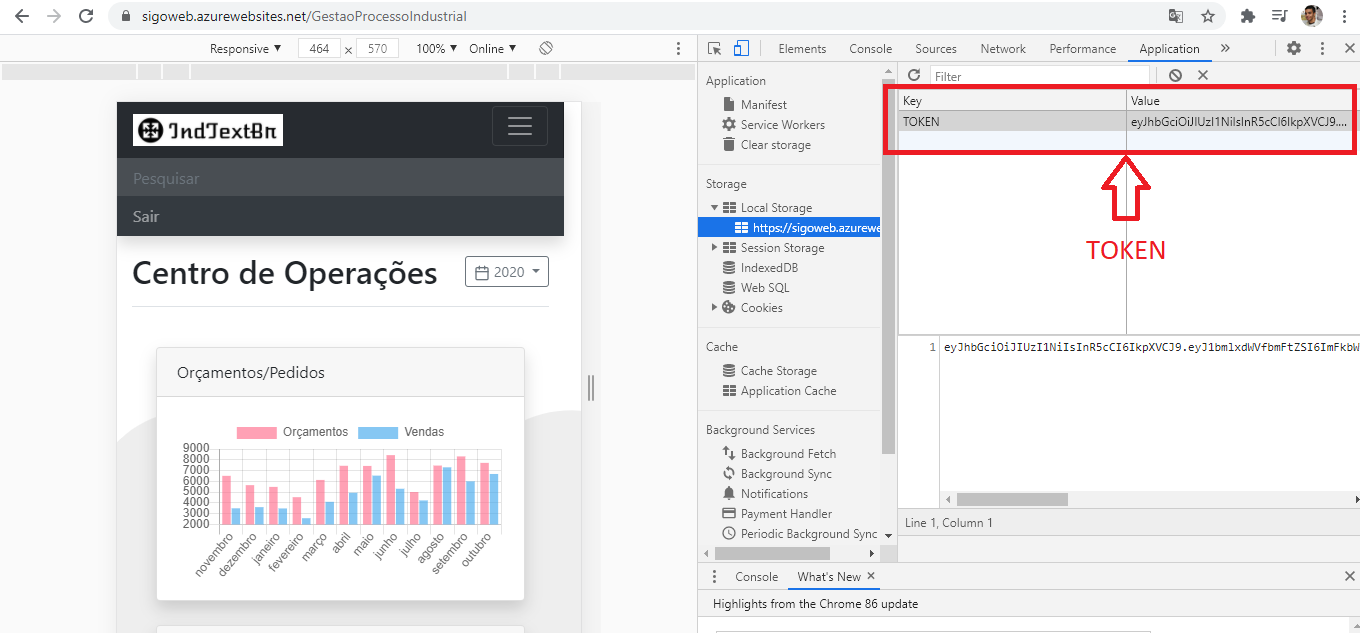 sigoweb.azurewebsites.net/GestaoProcessoIndustrial
Responsive ▼ 464 x 570 100% ▼ Online ▼
Elements Console Sources Network Performance Application »
IndTextBr
Pesquisar
Sair
Centro de Operações
2020
Orçamentos/Pedidos
Orçamentos Vendas
9000
8000
7000
6000
5000
4000
3000
2000
novembro
dezembro
janeiro
fevereiro
março
abril
maio
junho
julho
agosto
setembro
outubro
Application
Manifest
Service Workers
Clear storage
Storage
Local Storage
https://sigoweb.azurewe
Session Storage
IndexedDB
Web SQL
Cookies
Cache
Cache Storage
Application Cache
Background Services
Background Fetch
Background Sync
Notifications
Payment Handler
Periodic Background Sync
Filter
Key Value
TOKEN eyJhbGciOiJIUzI1NiIsInR5cCI6IkpXVCJ9....
TOKEN
1 eyJhbGciOiJIUzI1NiIsInR5cCI6IkpXVCJ9.eyJ1bmlxdWVfbmFtZSI6ImFkbW
Line 1, Column 1
Console What's New
Highlights from the Chrome 86 update